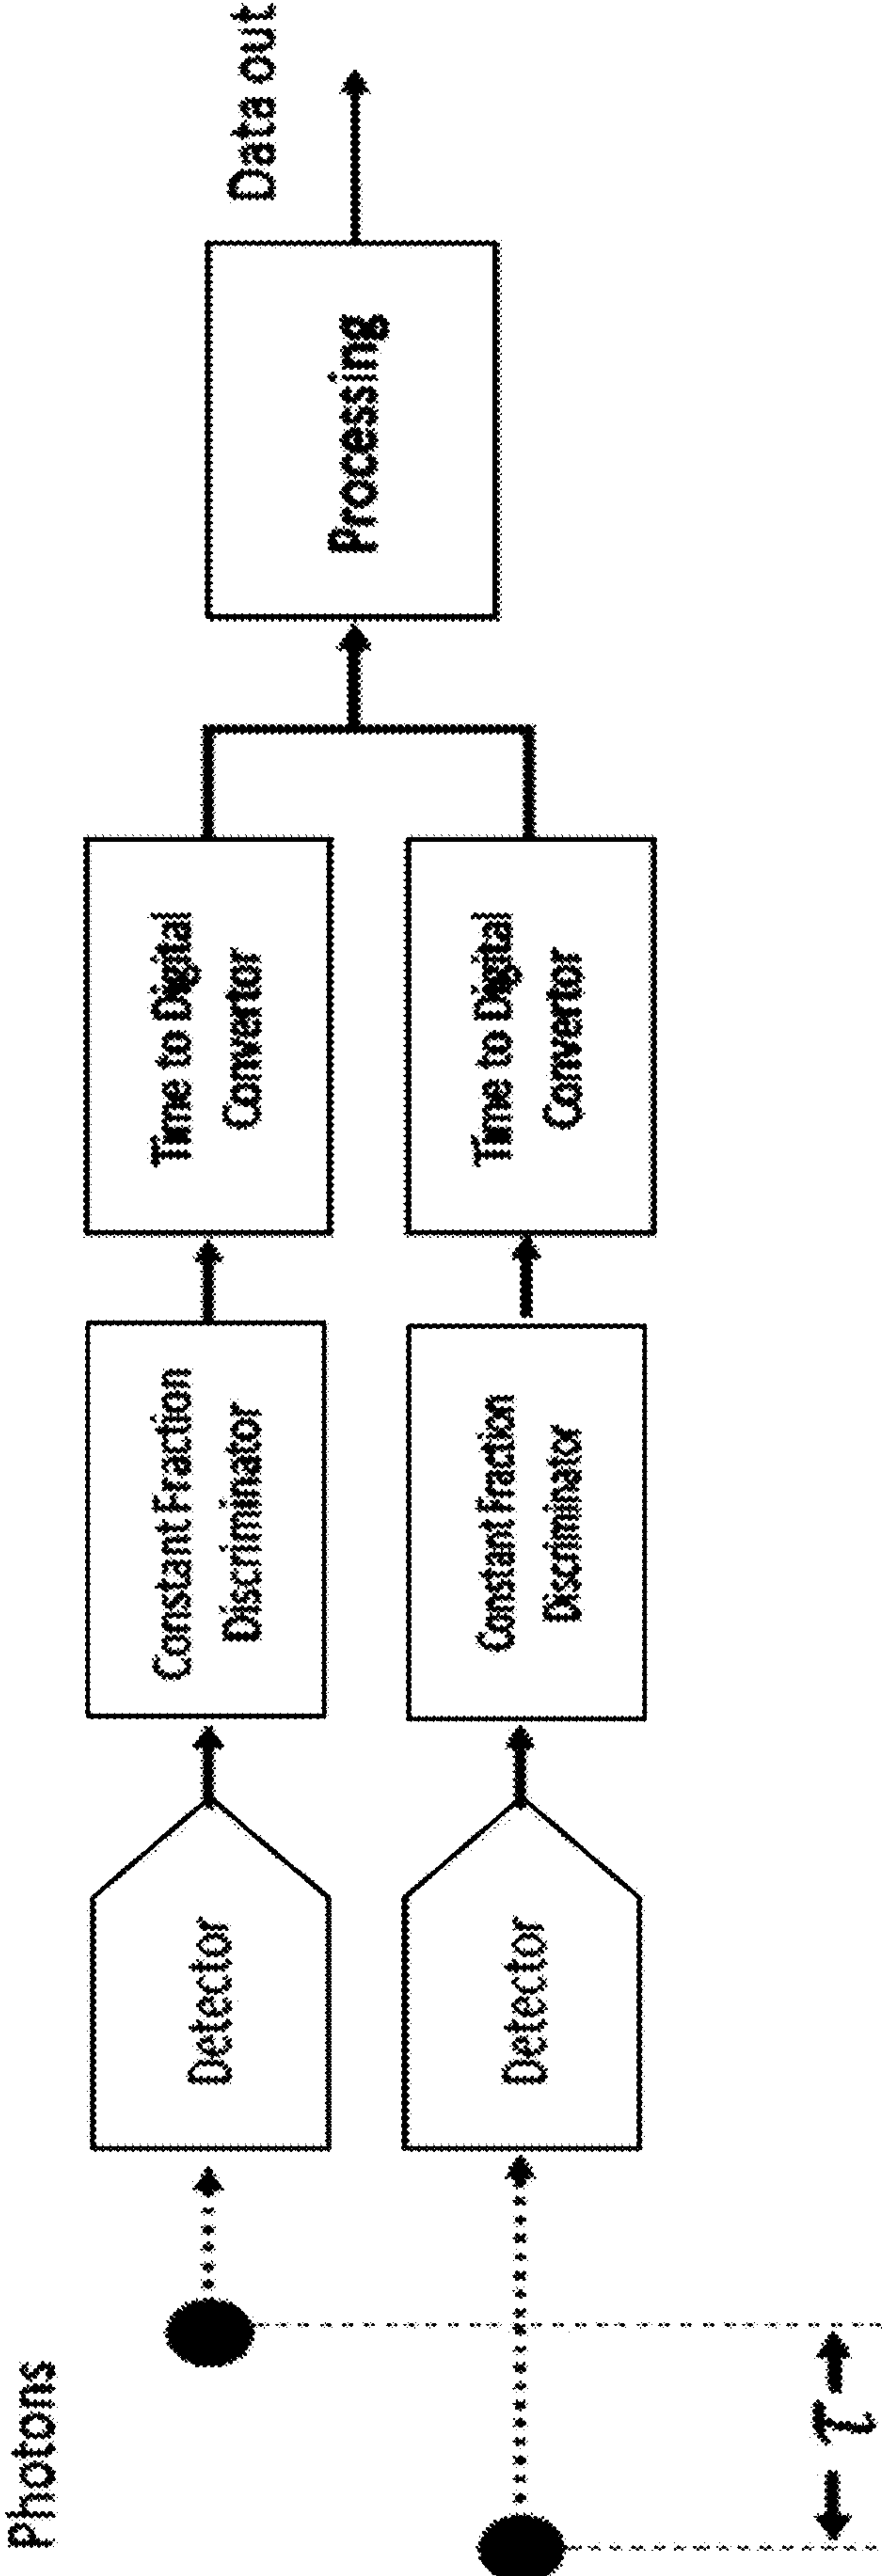 Photons
Detector
Constant Fraction
Discriminator
Time to Digital
Convertor
Processing
Data out
Detector
Constant Fraction
Discriminator
Time to Digital
Convertor
τ